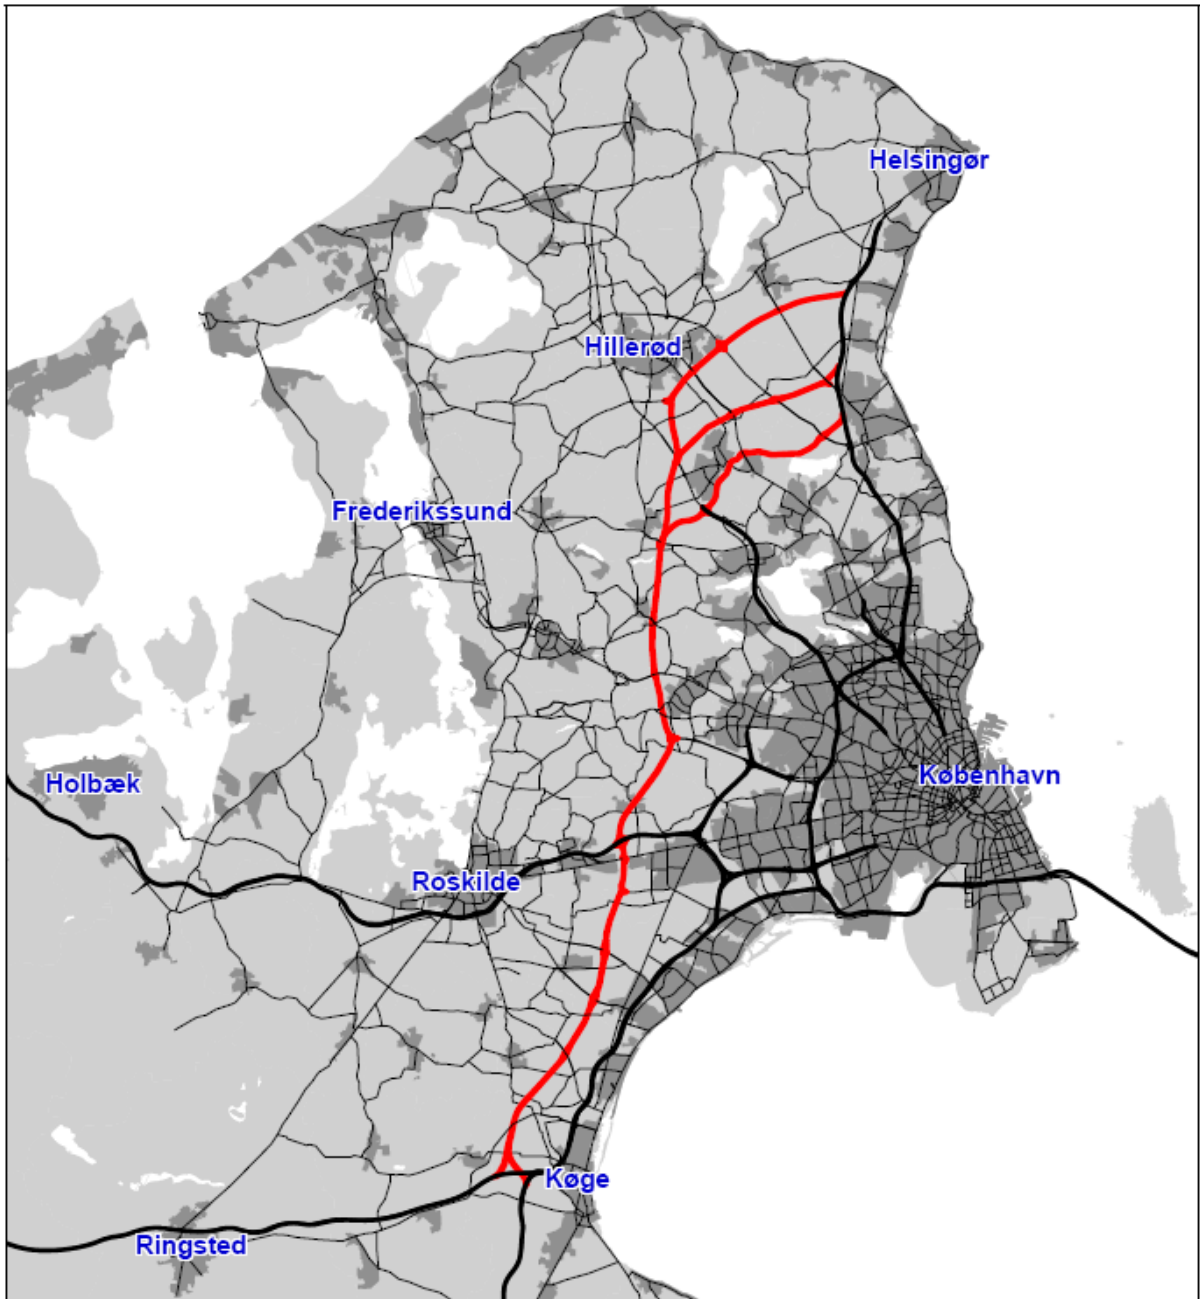 Helsingør
Hillerød
Frederikssund
København
Holbæk
Roskilde
Køge
Ringsted